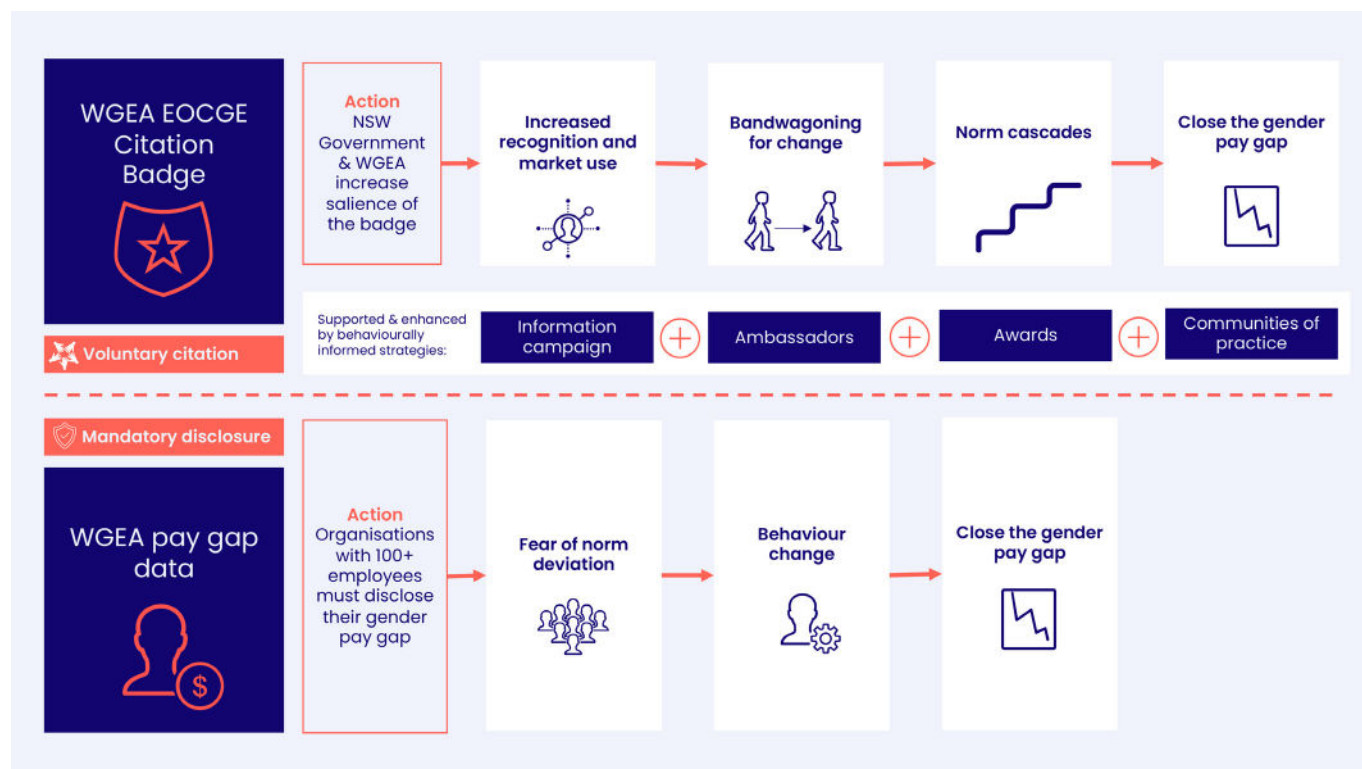 WGEA EOCGE
Citation
Badge
Voluntary citation
Action
NSW
Government
& WGEA
increase
salience of
the badge
Increased
recognition and
market use
Bandwagoning
for change
Norm cascades
Close the gender
pay gap
Supported & enhanced
by behaviourally
informed strategies:
Information
campaign
Ambassadors
Awards
Communities of
practice
Mandatory disclosure
WGEA pay gap
data
$
Action
Organisations
with 100+
employees
must disclose
their gender
pay gap
Fear of norm
deviation
Behaviour
change
Close the gender
pay gap